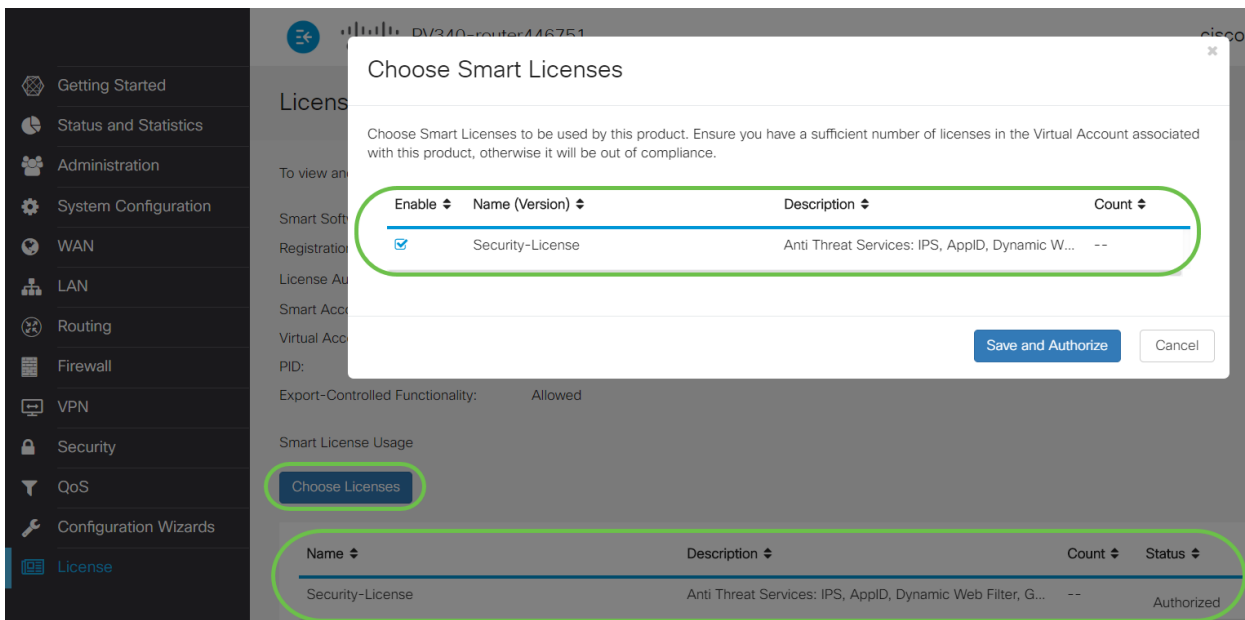 PV340-router446751
cisco
Getting Started
Status and Statistics
Administration
System Configuration
WAN
LAN
Routing
Firewall
VPN
Security
QoS
Configuration Wizards
License
Licens
To view an
Smart Soft
Registration
License Au
Smart Acco
Virtual Acc
PID:
Export-Controlled Functionality: Allowed
Smart License Usage
Choose Licenses
Name Description Count Status
Security-License Anti Threat Services: IPS, AppID, Dynamic Web Filter, G... -- Authorized
Choose Smart Licenses
Choose Smart Licenses to be used by this product. Ensure you have a sufficient number of licenses in the Virtual Account associated
with this product, otherwise it will be out of compliance.
Enable Name (Version) Description Count
Security-License Anti Threat Services: IPS, AppID, Dynamic W... --
Save and Authorize Cancel